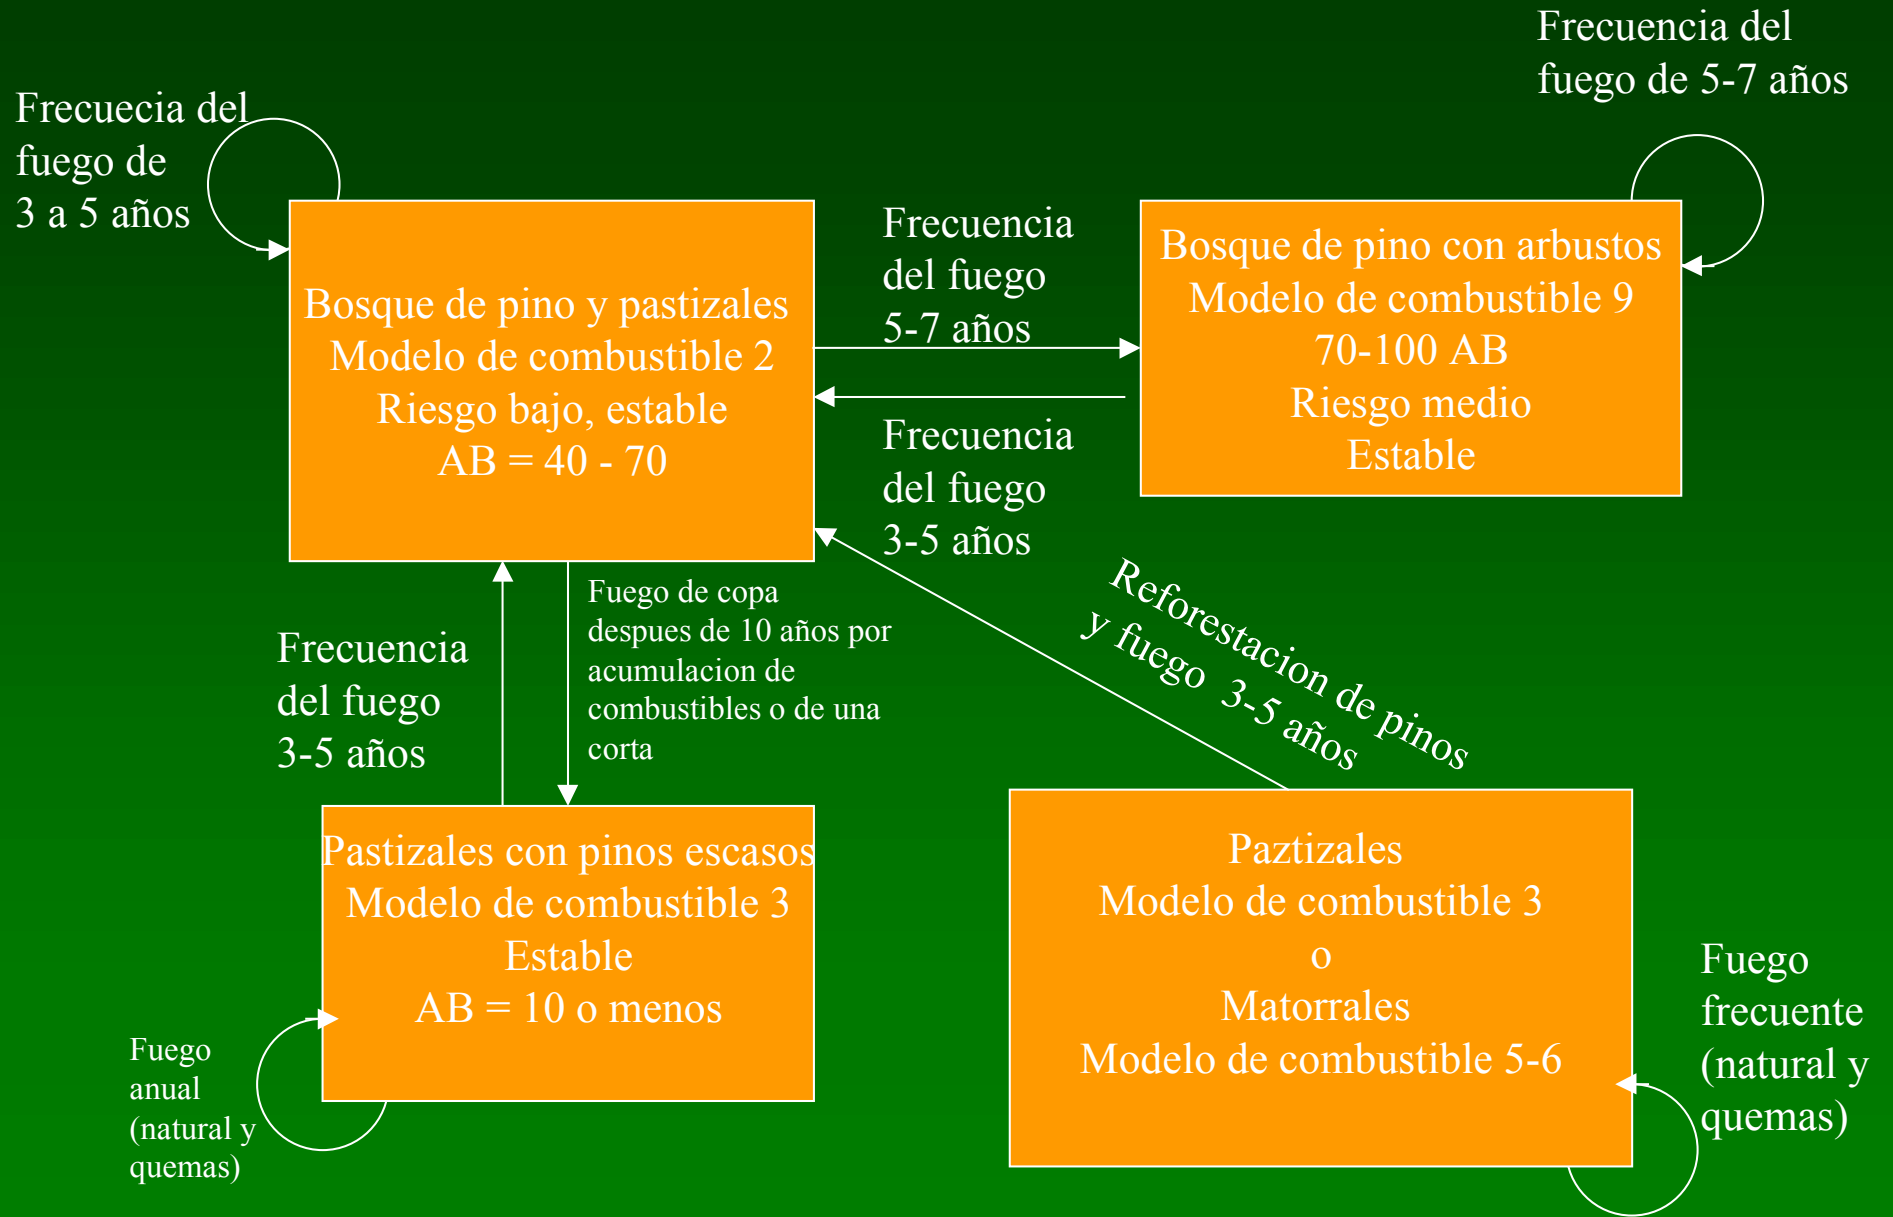 Frecuencia del
fuego de 5-7 años
Frecuecia del
fuego de
3 a 5 años
Bosque de pino y pastizales
Modelo de combustible 2
Riesgo bajo, estable
AB = 40 - 70
Frecuencia
del fuego
5-7 años
Bosque de pino con arbustos
Modelo de combustible 9
70-100 AB
Riesgo medio
Estable
Frecuencia
del fuego
3-5 años
Frecuencia
del fuego
3-5 años
Fuego de copa
despues de 10 años por
acumulacion de
combustibles o de una
corta
Reforestacion de pinos
y fuego 3-5 años
Pastizales con pinos escasos
Modelo de combustible 3
Estable
AB = 10 o menos
Fuego
anual
(natural y
quemas)
Paztizales
Modelo de combustible 3
o
Matorrales
Modelo de combustible 5-6
Fuego
frecuente
(natural y
quemas)